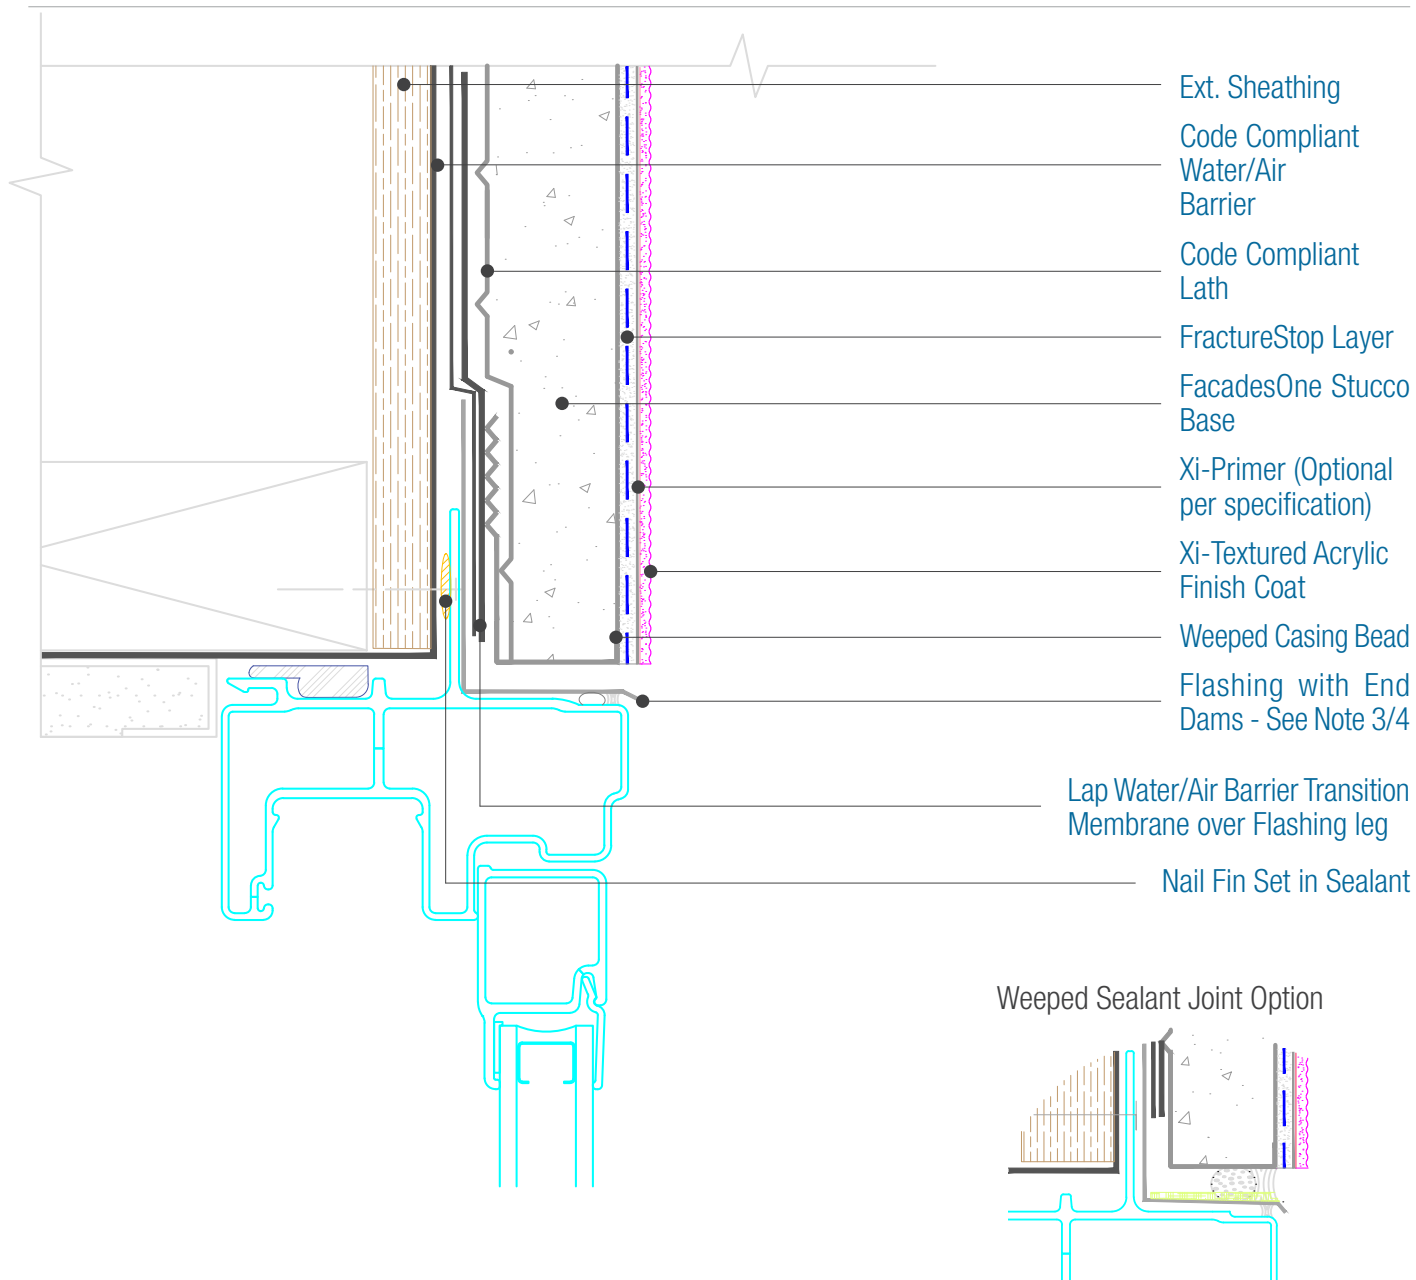 Ext. Sheathing
Code Compliant
Water/Air
Barrier
Code Compliant
Lath
FractureStop Layer
FacadesOne Stucco
Base
Xi-Primer (Optional
per specification)
Xi-Textured Acrylic
Finish Coat
Weeped Casing Bead
Flashing with End
Dams - See Note 3/4
Lap Water/Air Barrier Transition
Membrane over Flashing leg
Nail Fin Set in Sealant
Weeped Sealant Joint Option